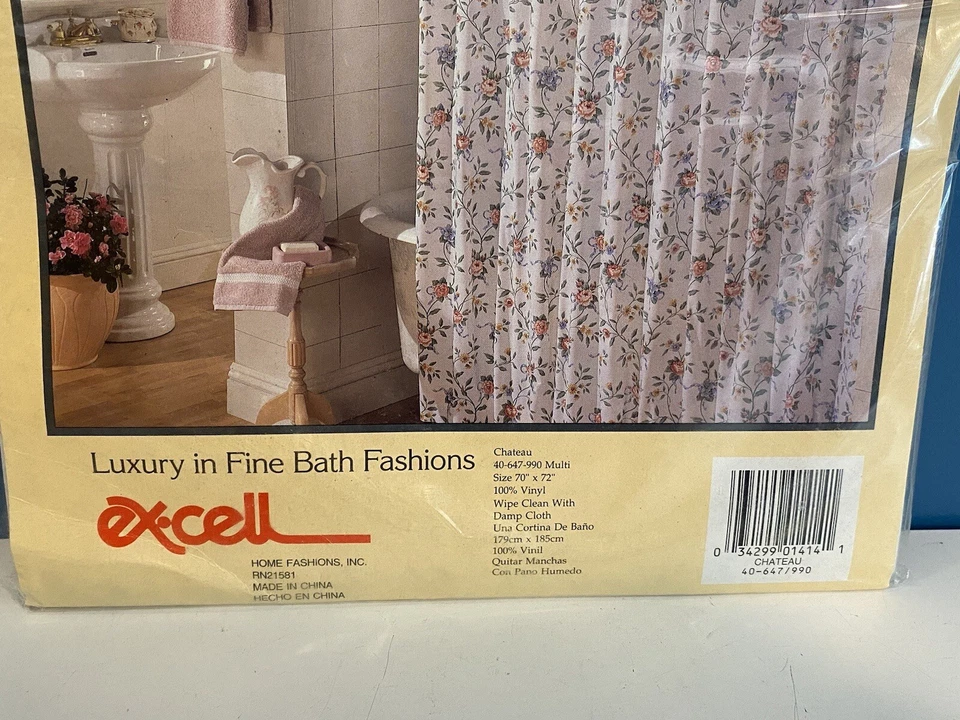 Luxury in Fine Bath Fashions
ex·cell
HOME FASHIONS, INC.
RN21581
MADE IN CHINA
HECHO EN CHINA
Chateau
40-647-990 Multi
Size 70" x 72"
100% Vinyl
Wipe Clean With
Damp Cloth
Una Cortina De Baño
179cm x 185cm
100% Vinil
Quitar Manchas
Con Pano Humedo
0 34299 01414 1
CHATEAU
40-647/990